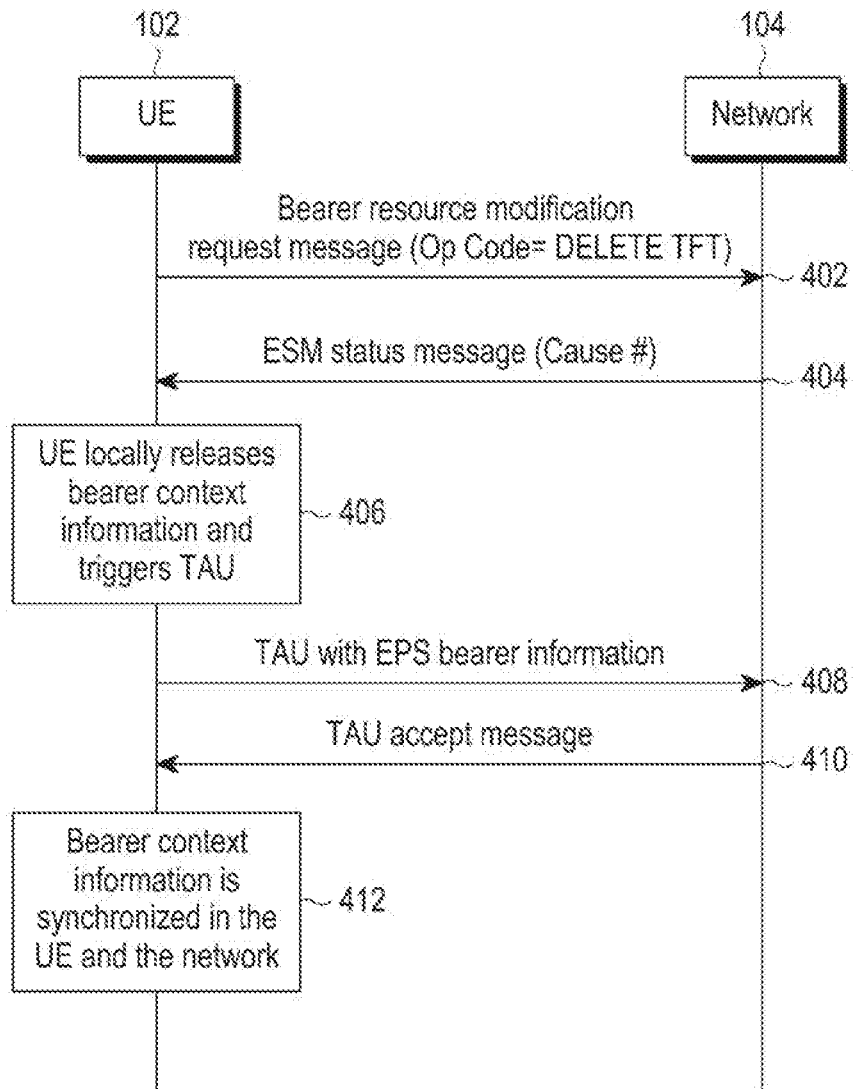 102
104
UE
Network
Bearer resource modification
request message (Op Code= DELETE TFT)
402
ESM status message (Cause #)
404
UE locally releases
bearer context
information and
triggers TAU
406
TAU with EPS bearer information
408
TAU accept message
410
Bearer context
information is
synchronized in the
UE and the network
412